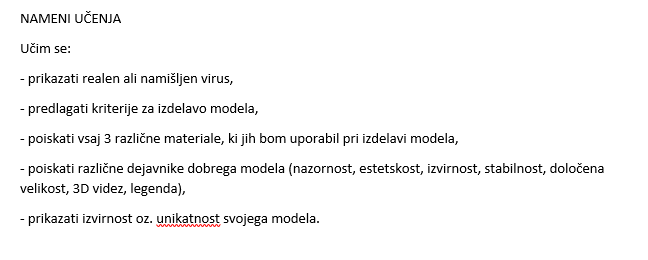 NAMENI UČENJA
Učim se:
- prikazati realen ali namišljen virus,
- predlagati kriterije za izdelavo modela,
- poiskati vsaj 3 različne materiale, ki jih bom uporabil pri izdelavi modela,
- poiskati različne dejavnike dobrega modela (nazornost, estetskost, izvirnost, stabilnost, določena
velikost, 3D videz, legenda),
- prikazati izvirnost oz. unikatnost svojega modela.